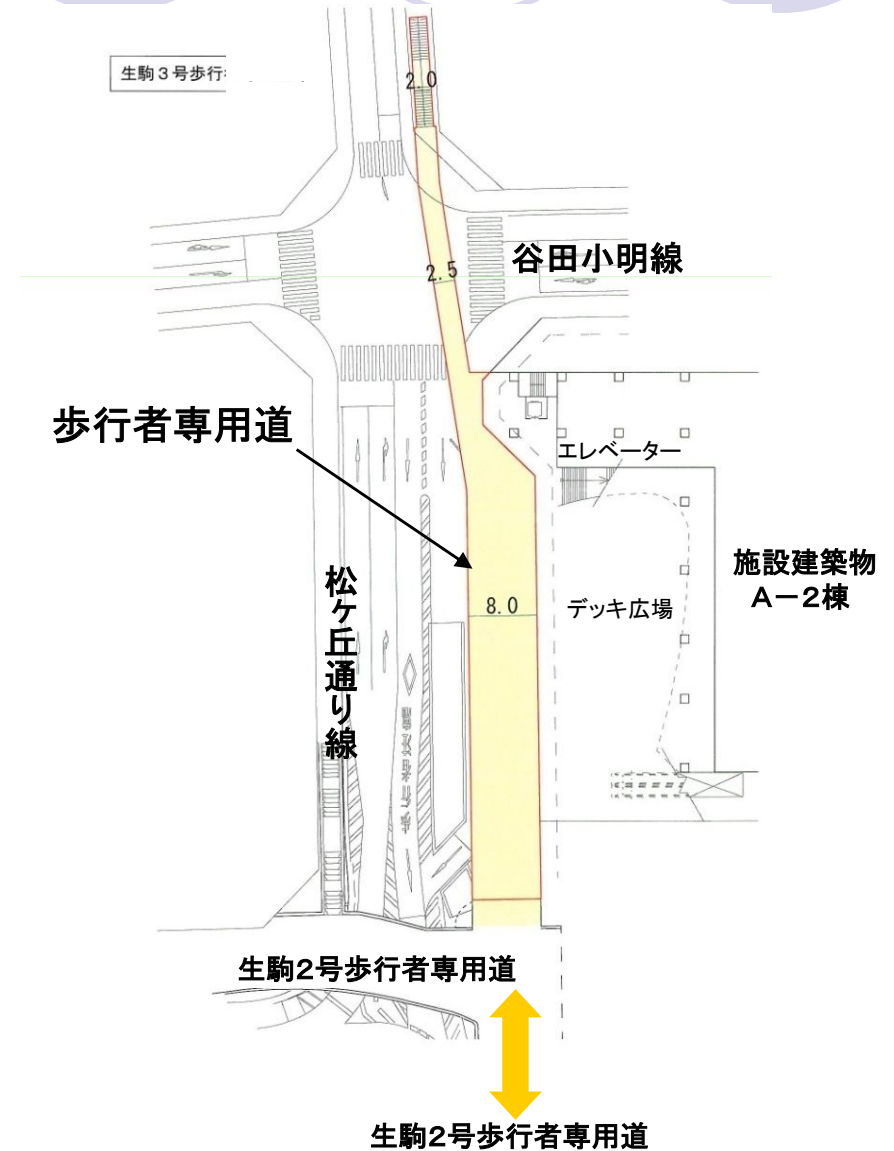 生駒3号歩行
2.0
谷田小明線
2.5
歩行者専用道
エレベーター
施設建築物
A－2棟
松ヶ丘通り線
8.0
デッキ広場
生駒2号歩行者専用道
生駒2号歩行者専用道